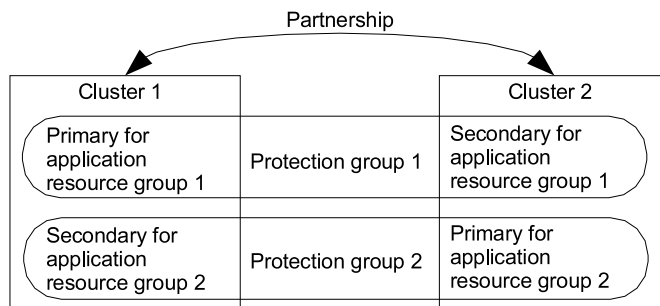 Partnership
Cluster 1
Cluster 2
Primary for
application
resource group 1
Protection group 1
Secondary for
application
resource group 1
Secondary for
application
resource group 2
Protection group 2
Primary for
application
resource group 2